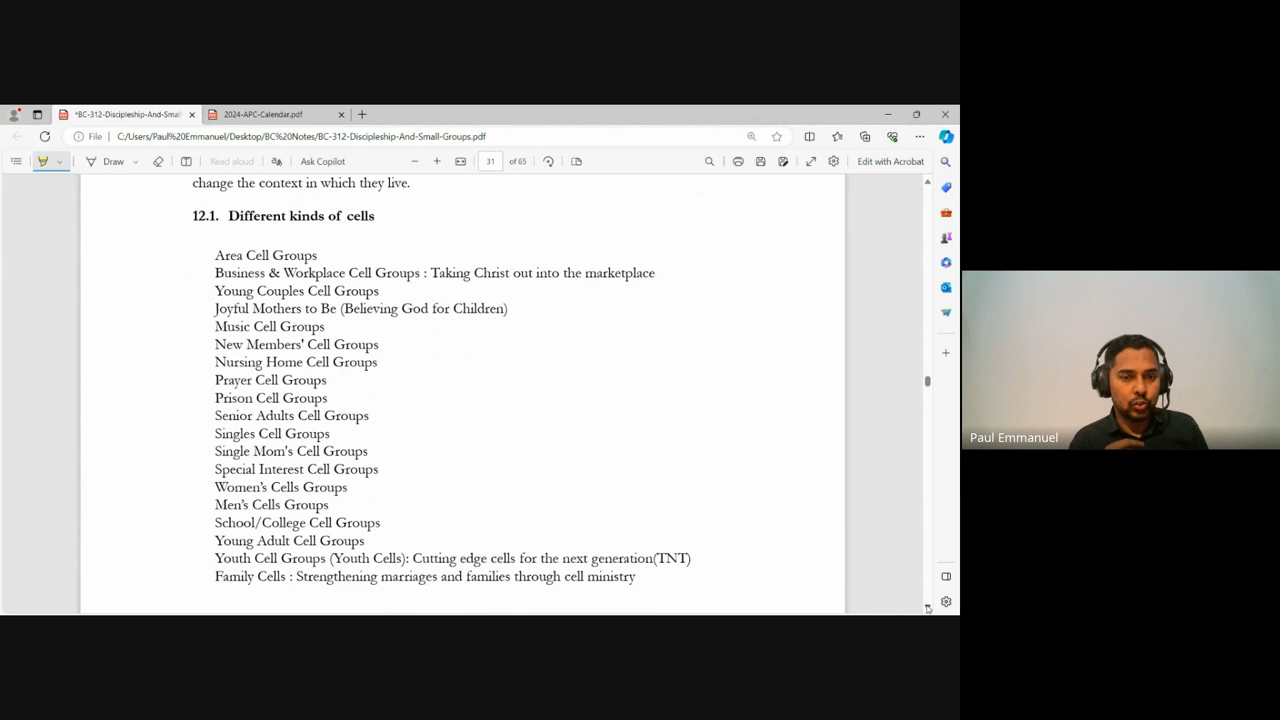 *BC-312-Discipleship-And-Small-
2024-APC-Calendar.pdf
File
C:/Users/Paul%20Emmanuel/Desktop/BC%20Notes/BC-312-Discipleship-And-Small-Groups.pdf
Draw
Read aloud
Ask Copilot
31 of 65
Edit with Acrobat
change the context in which they live.
12.1. Different kinds of cells
Area Cell Groups
Business & Workplace Cell Groups : Taking Christ out into the marketplace
Young Couples Cell Groups
Joyful Mothers to Be (Believing God for Children)
Music Cell Groups
New Members' Cell Groups
Nursing Home Cell Groups
Prayer Cell Groups
Prison Cell Groups
Senior Adults Cell Groups
Singles Cell Groups
Single Mom's Cell Groups
Special Interest Cell Groups
Women's Cells Groups
Men's Cells Groups
School/College Cell Groups
Young Adult Cell Groups
Youth Cell Groups (Youth Cells): Cutting edge cells for the next generation(TNT)
Family Cells : Strengthening marriages and families through cell ministry
Paul Emmanuel